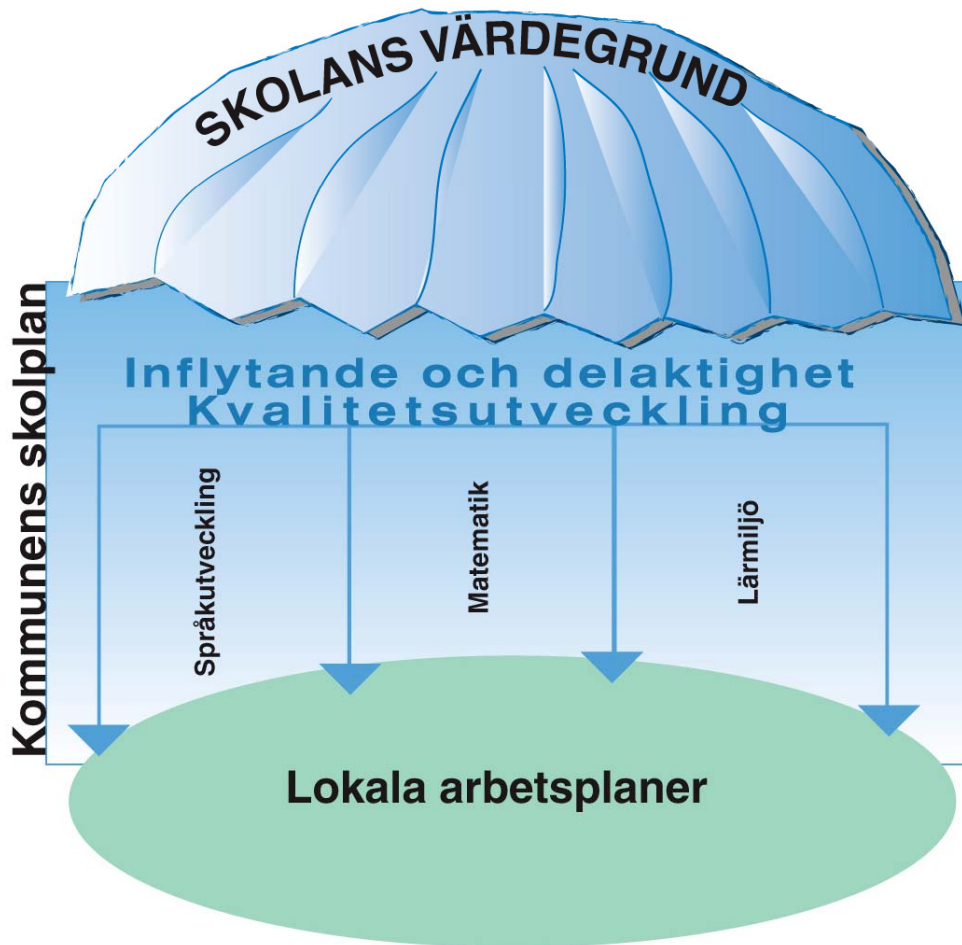 SKOLANS VÄRDEGRUND
Kommunens skolplan
Inflytande och delaktighet
Kvalitetsutveckling
Språkutveckling
Matematik
Lärmiljö
Lokala arbetsplaner